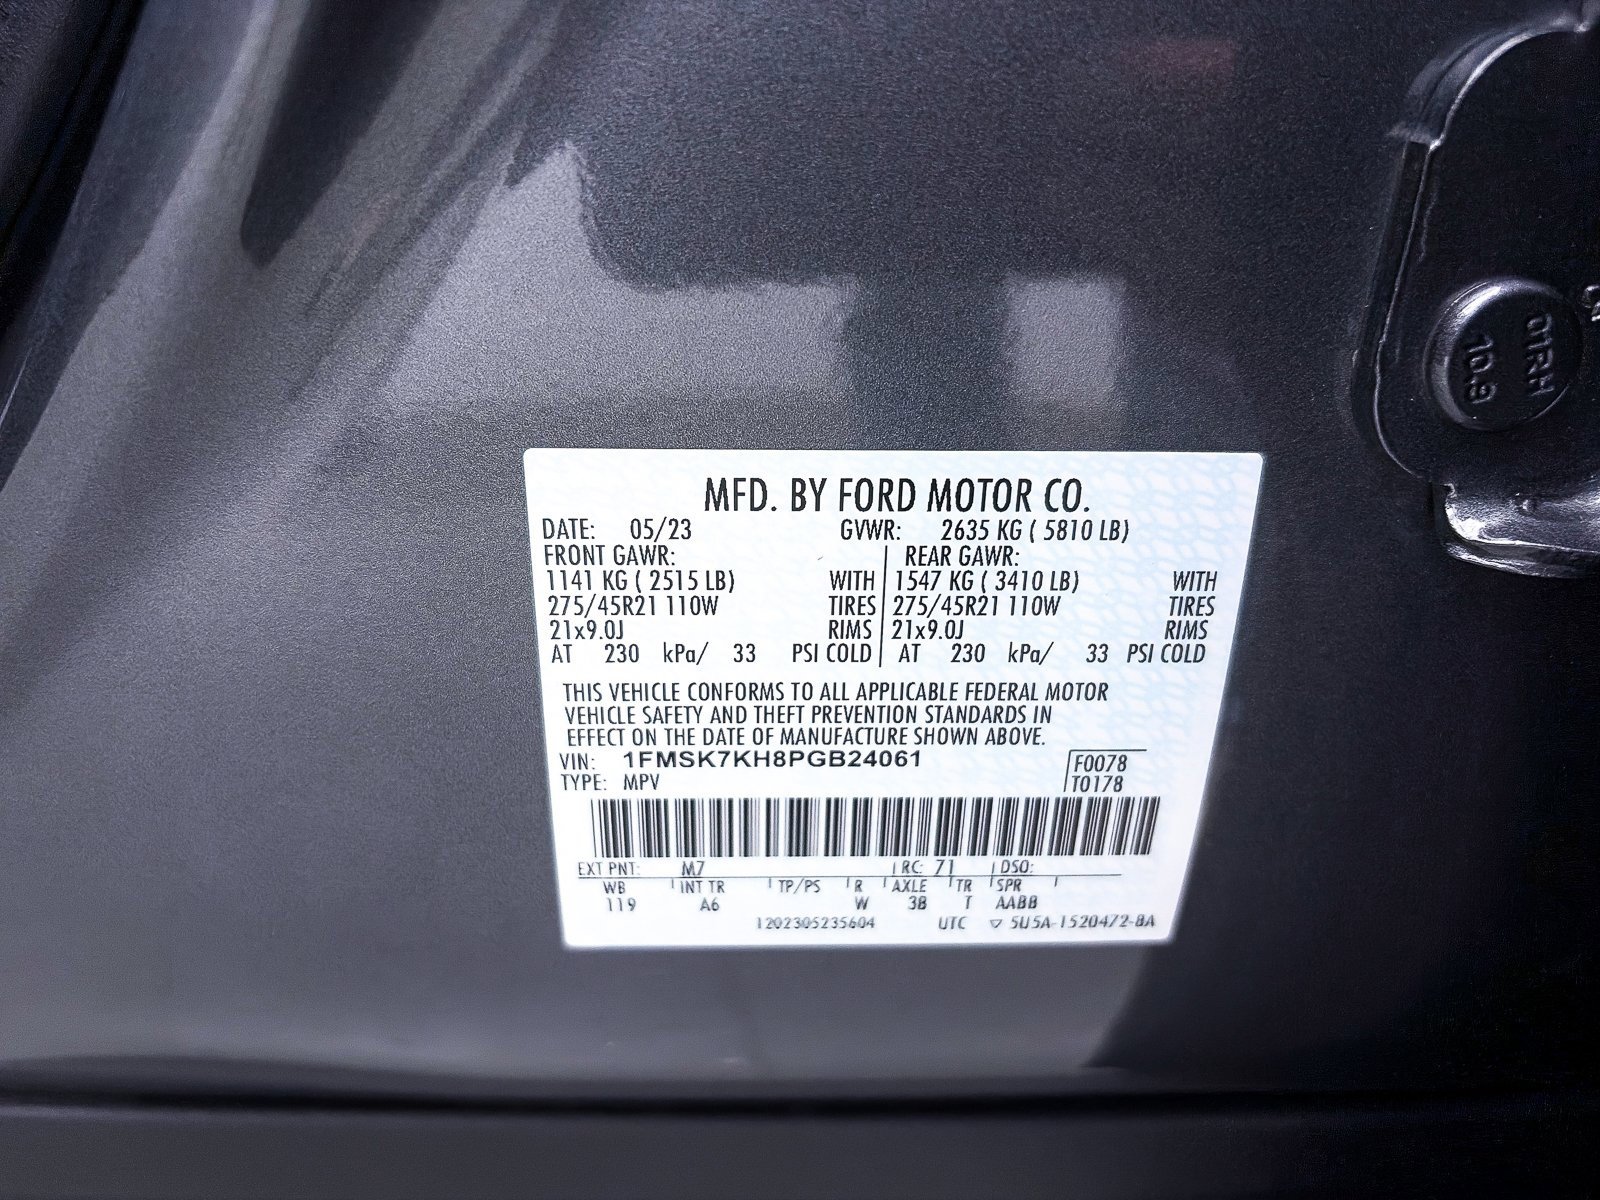 01RH
10.9
MFD. BY FORD MOTOR CO.
DATE: 05/23 GVWR: 2635 KG ( 5810 LB)
FRONT GAWR: REAR GAWR:
1141 KG ( 2515 LB) WITH 1547 KG ( 3410 LB) WITH
275/45R21 110W TIRES 275/45R21 110W TIRES
21x9.0J RIMS 21x9.0J RIMS
AT 230 kPa/ 33 PSI COLD AT 230 kPa/ 33 PSI COLD
THIS VEHICLE CONFORMS TO ALL APPLICABLE FEDERAL MOTOR
VEHICLE SAFETY AND THEFT PREVENTION STANDARDS IN
EFFECT ON THE DATE OF MANUFACTURE SHOWN ABOVE.
VIN: 1FMSK7KH8PGB24061 F0078
TYPE: MPV T0178
EXT PNT: M7 RC: 71 DSO:
WB INT TR TP/PS R AXLE TR SPR
119 A6 W 3B T AABB
1202305235604 UTC ▽ 5U5A-1520472-BA